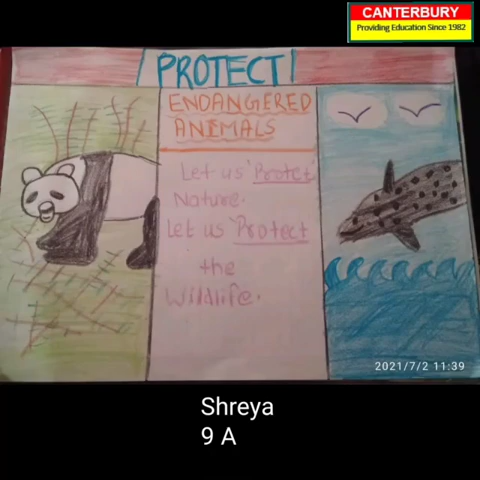 CANTERBURY
Providing Education Since 1982
PROTECT
ENDANGERED
ANIMALS
Let us 'Protect'
Nature.
Let us 'Protect
the
Wildlife.
2021/7/2 11:39
Shreya
9 A